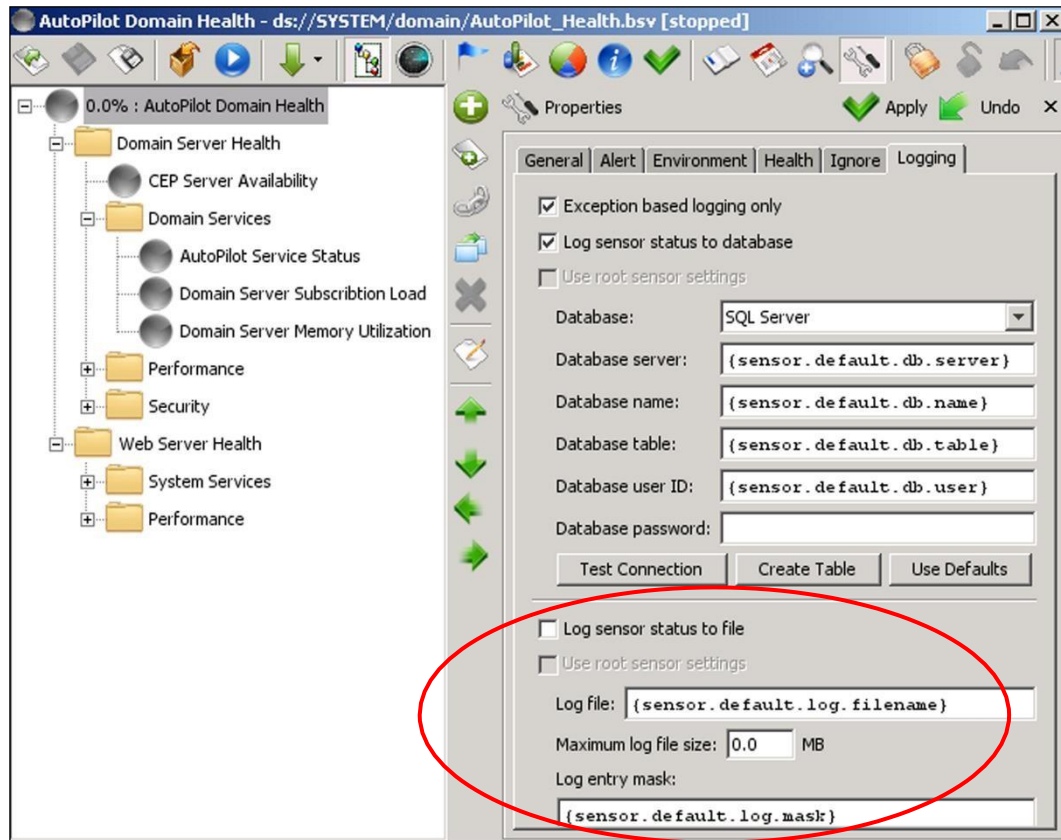 AutoPilot Domain Health - ds://SYSTEM/domain/AutoPilot_Health.bsv [stopped]
0.0% : AutoPilot Domain Health
Domain Server Health
CEP Server Availability
Domain Services
AutoPilot Service Status
Domain Server Subscribtion Load
Domain Server Memory Utilization
Performance
Security
Web Server Health
System Services
Performance
Properties Apply Undo
General Alert Environment Health Ignore Logging
Exception based logging only
Log sensor status to database
Use root sensor settings
Database: SQL Server
Database server: {sensor.default.db.server}
Database name: {sensor.default.db.name}
Database table: {sensor.default.db.table}
Database user ID: {sensor.default.db.user}
Database password:
Test Connection Create Table Use Defaults
Log sensor status to file
Use root sensor settings
Log file: {sensor.default.log.filename}
Maximum log file size: 0.0 MB
Log entry mask:
{sensor.default.log.mask}